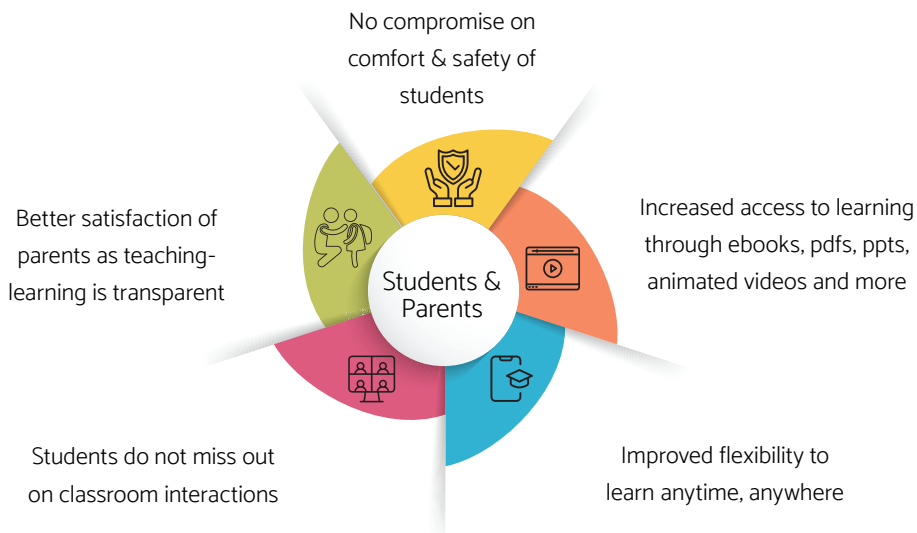 No compromise on
comfort & safety of
students
Increased access to learning
through ebooks, pdfs, ppts,
animated videos and more
Improved flexibility to
learn anytime, anywhere
Students do not miss out
on classroom interactions
Better satisfaction of
parents as teaching-
learning is transparent
Students &
Parents